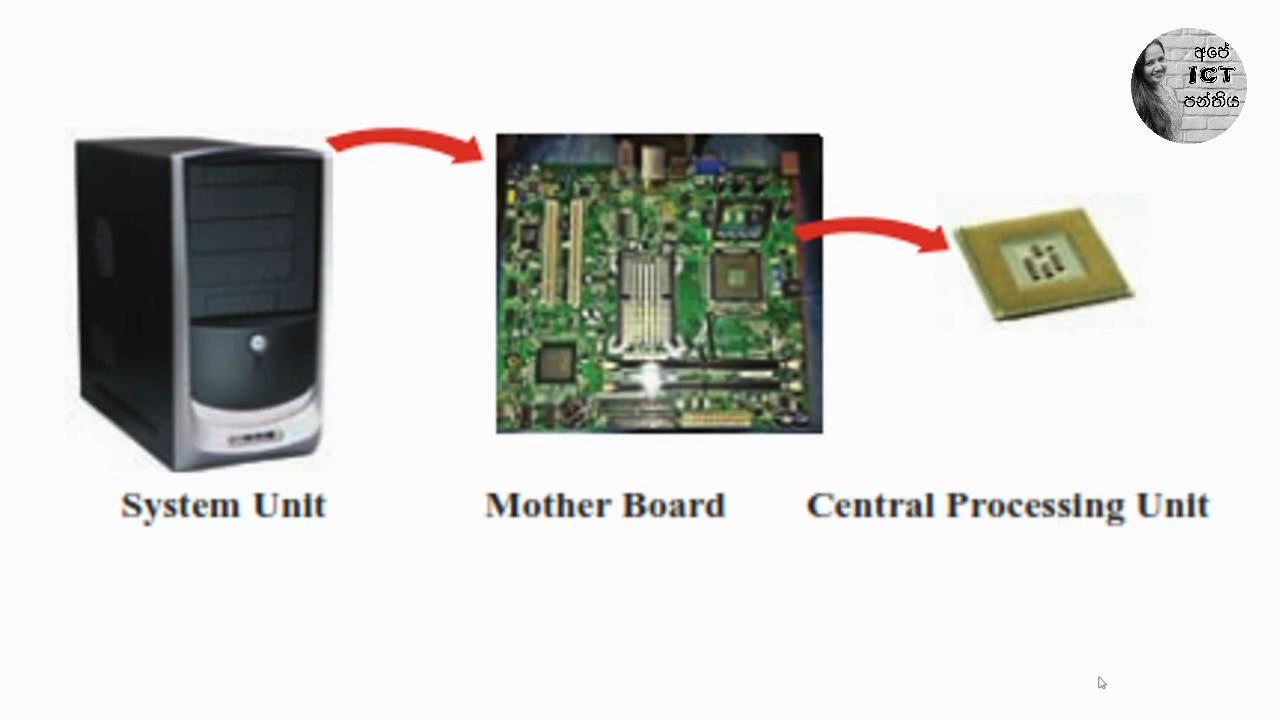 අපේ
ICT
පන්තිය
System Unit
Mother Board
Central Processing Unit